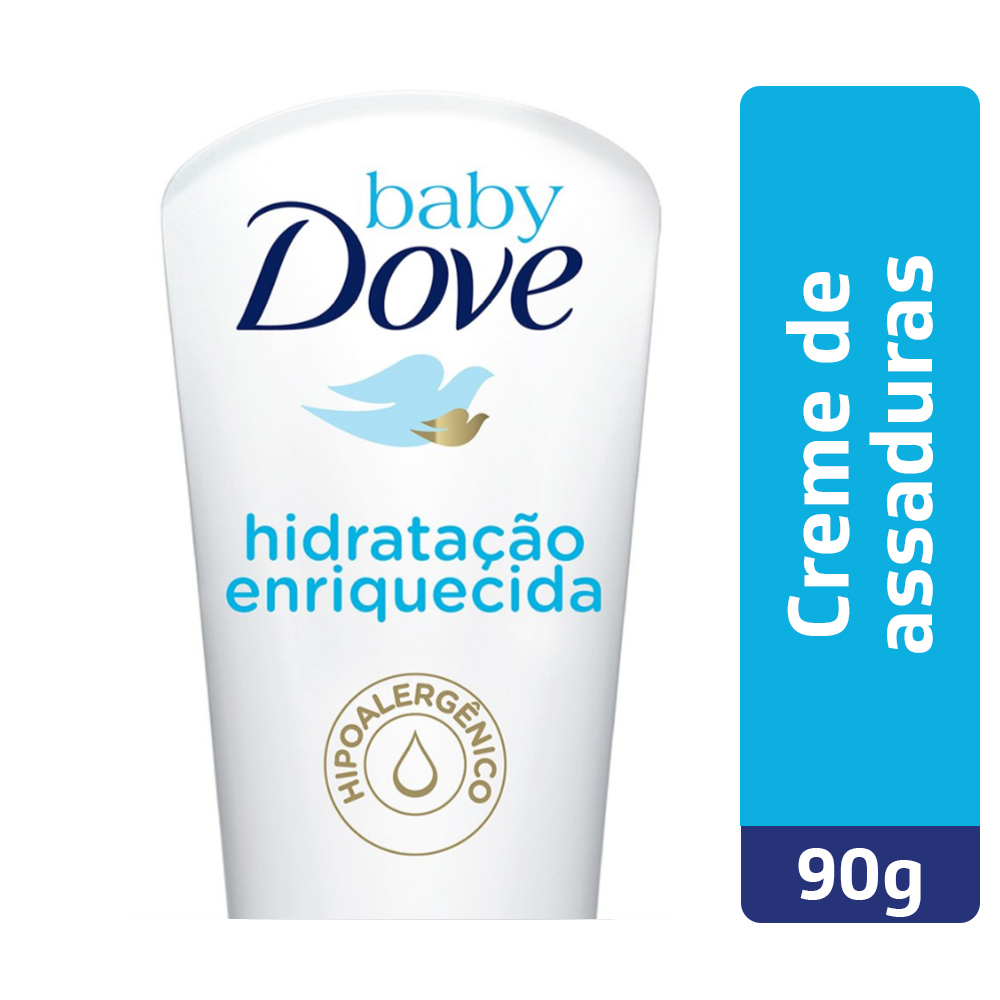 baby
Dove
hidratação
enriquecida
HIPOALERGÊNICO
Creme de
assaduras
90g